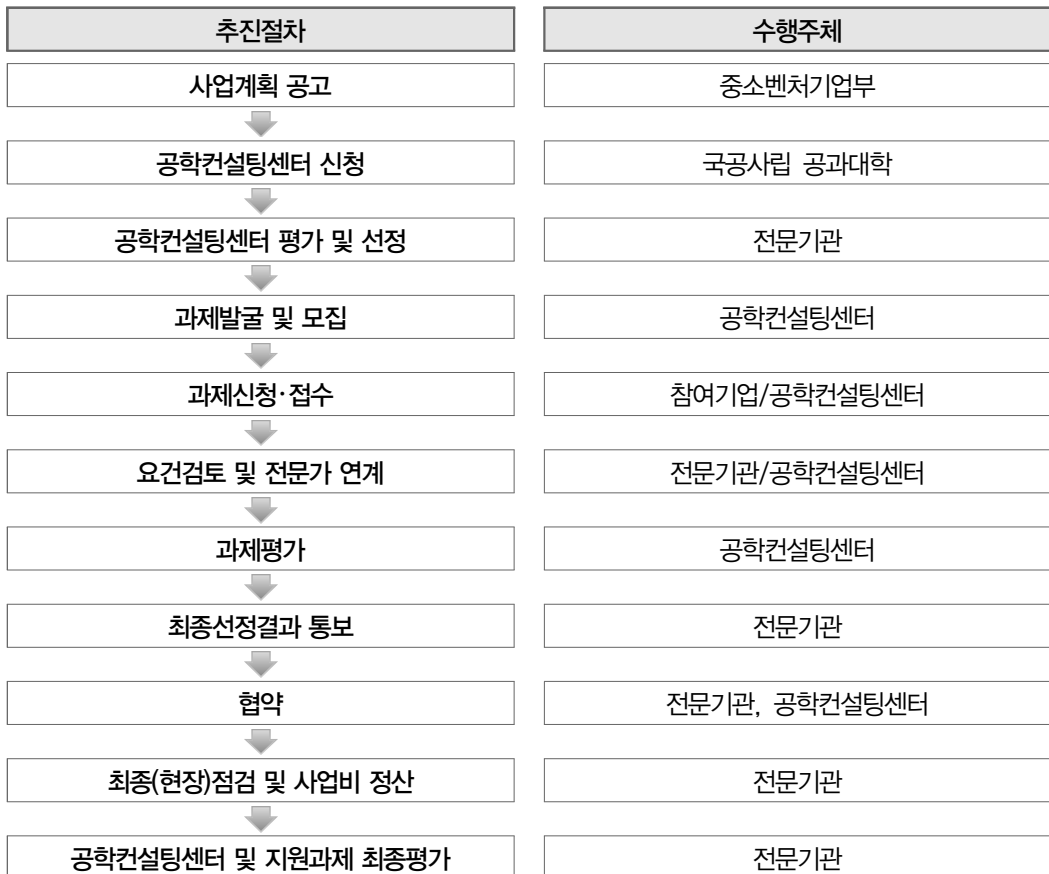 추진절차 수행주체
사업계획 공고 중소벤처기업부
공학컨설팅센터 신청 국공사립 공과대학
공학컨설팅센터 평가 및 선정 전문기관
과제발굴 및 모집 공학컨설팅센터
과제신청·접수 참여기업/공학컨설팅센터
요건검토 및 전문가 연계 전문기관/공학컨설팅센터
과제평가 공학컨설팅센터
최종선정결과 통보 전문기관
협약 전문기관, 공학컨설팅센터
최종(현장)점검 및 사업비 정산 전문기관
공학컨설팅센터 및 지원과제 최종평가 전문기관